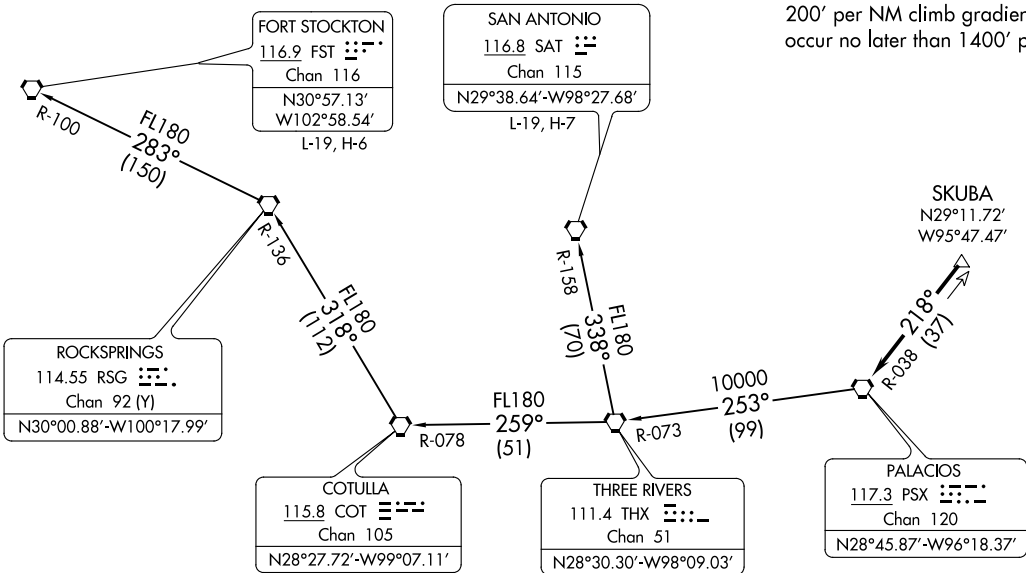 200' per NM climb gradien
occur no later than 1400' p
FORT STOCKTON
116.9 FST
Chan 116
N30°57.13'
W102°58.54'
L-19, H-6
SAN ANTONIO
116.8 SAT
Chan 115
N29°38.64'-W98°27.68'
L-19, H-7
R-100
FL180
283°
(150)
SKUBA
N29°11.72'
W95°47.47'
R-136
R-158
FL180
318°
(112)
FL180
338°
(70)
218°
(37)
R-038
ROCKSPRINGS
114.55 RSG
Chan 92 (Y)
N30°00.88'-W100°17.99'
10000
253°
(99)
R-073
FL180
259°
(51)
R-078
COTULLA
115.8 COT
Chan 105
N28°27.72'-W99°07.11'
THREE RIVERS
111.4 THX
Chan 51
N28°30.30'-W98°09.03'
PALACIOS
117.3 PSX
Chan 120
N28°45.87'-W96°18.37'